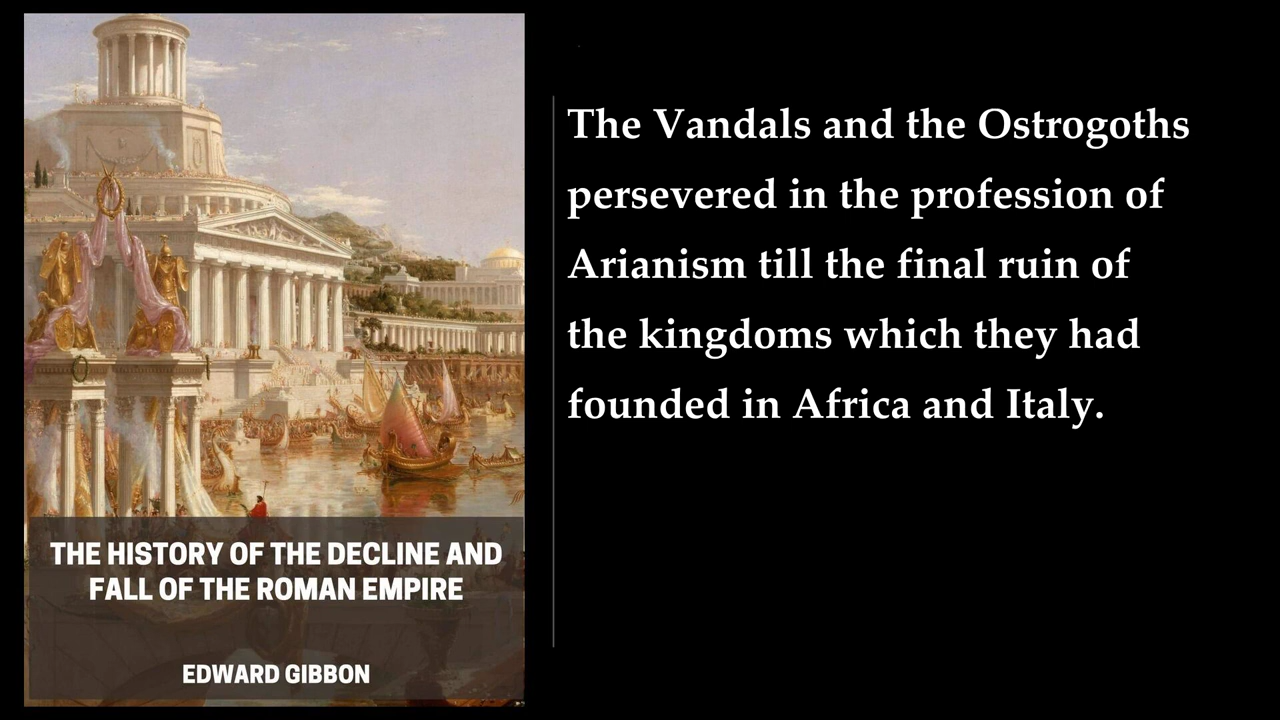 The Vandals and the Ostrogoths
persevered in the profession of
Arianism till the final ruin of
the kingdoms which they had
founded in Africa and Italy.
THE HISTORY OF THE DECLINE AND
FALL OF THE ROMAN EMPIRE
EDWARD GIBBON